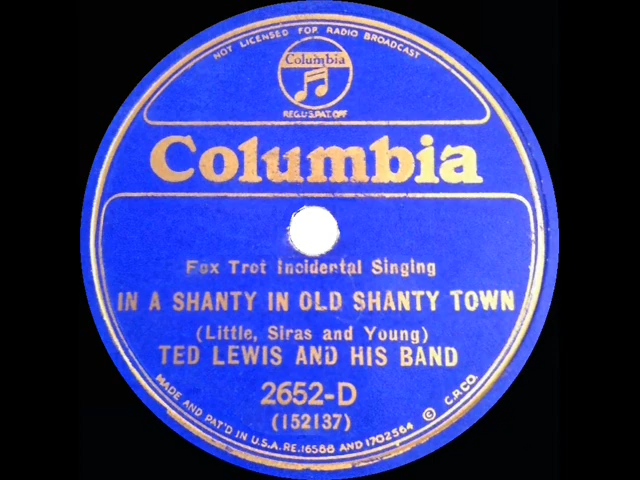 NOT LICENSED FOR RADIO BROADCAST
Columbia
REG.U.S.PAT.OFF
Columbia
Fox Trot Incidental Singing
IN A SHANTY IN OLD SHANTY TOWN
(Little, Siras and Young)
TED LEWIS AND HIS BAND
2652-D
(152137)
MADE AND PAT'D IN U.S.A. RE.16588 AND 1702564 © C.P.CO.